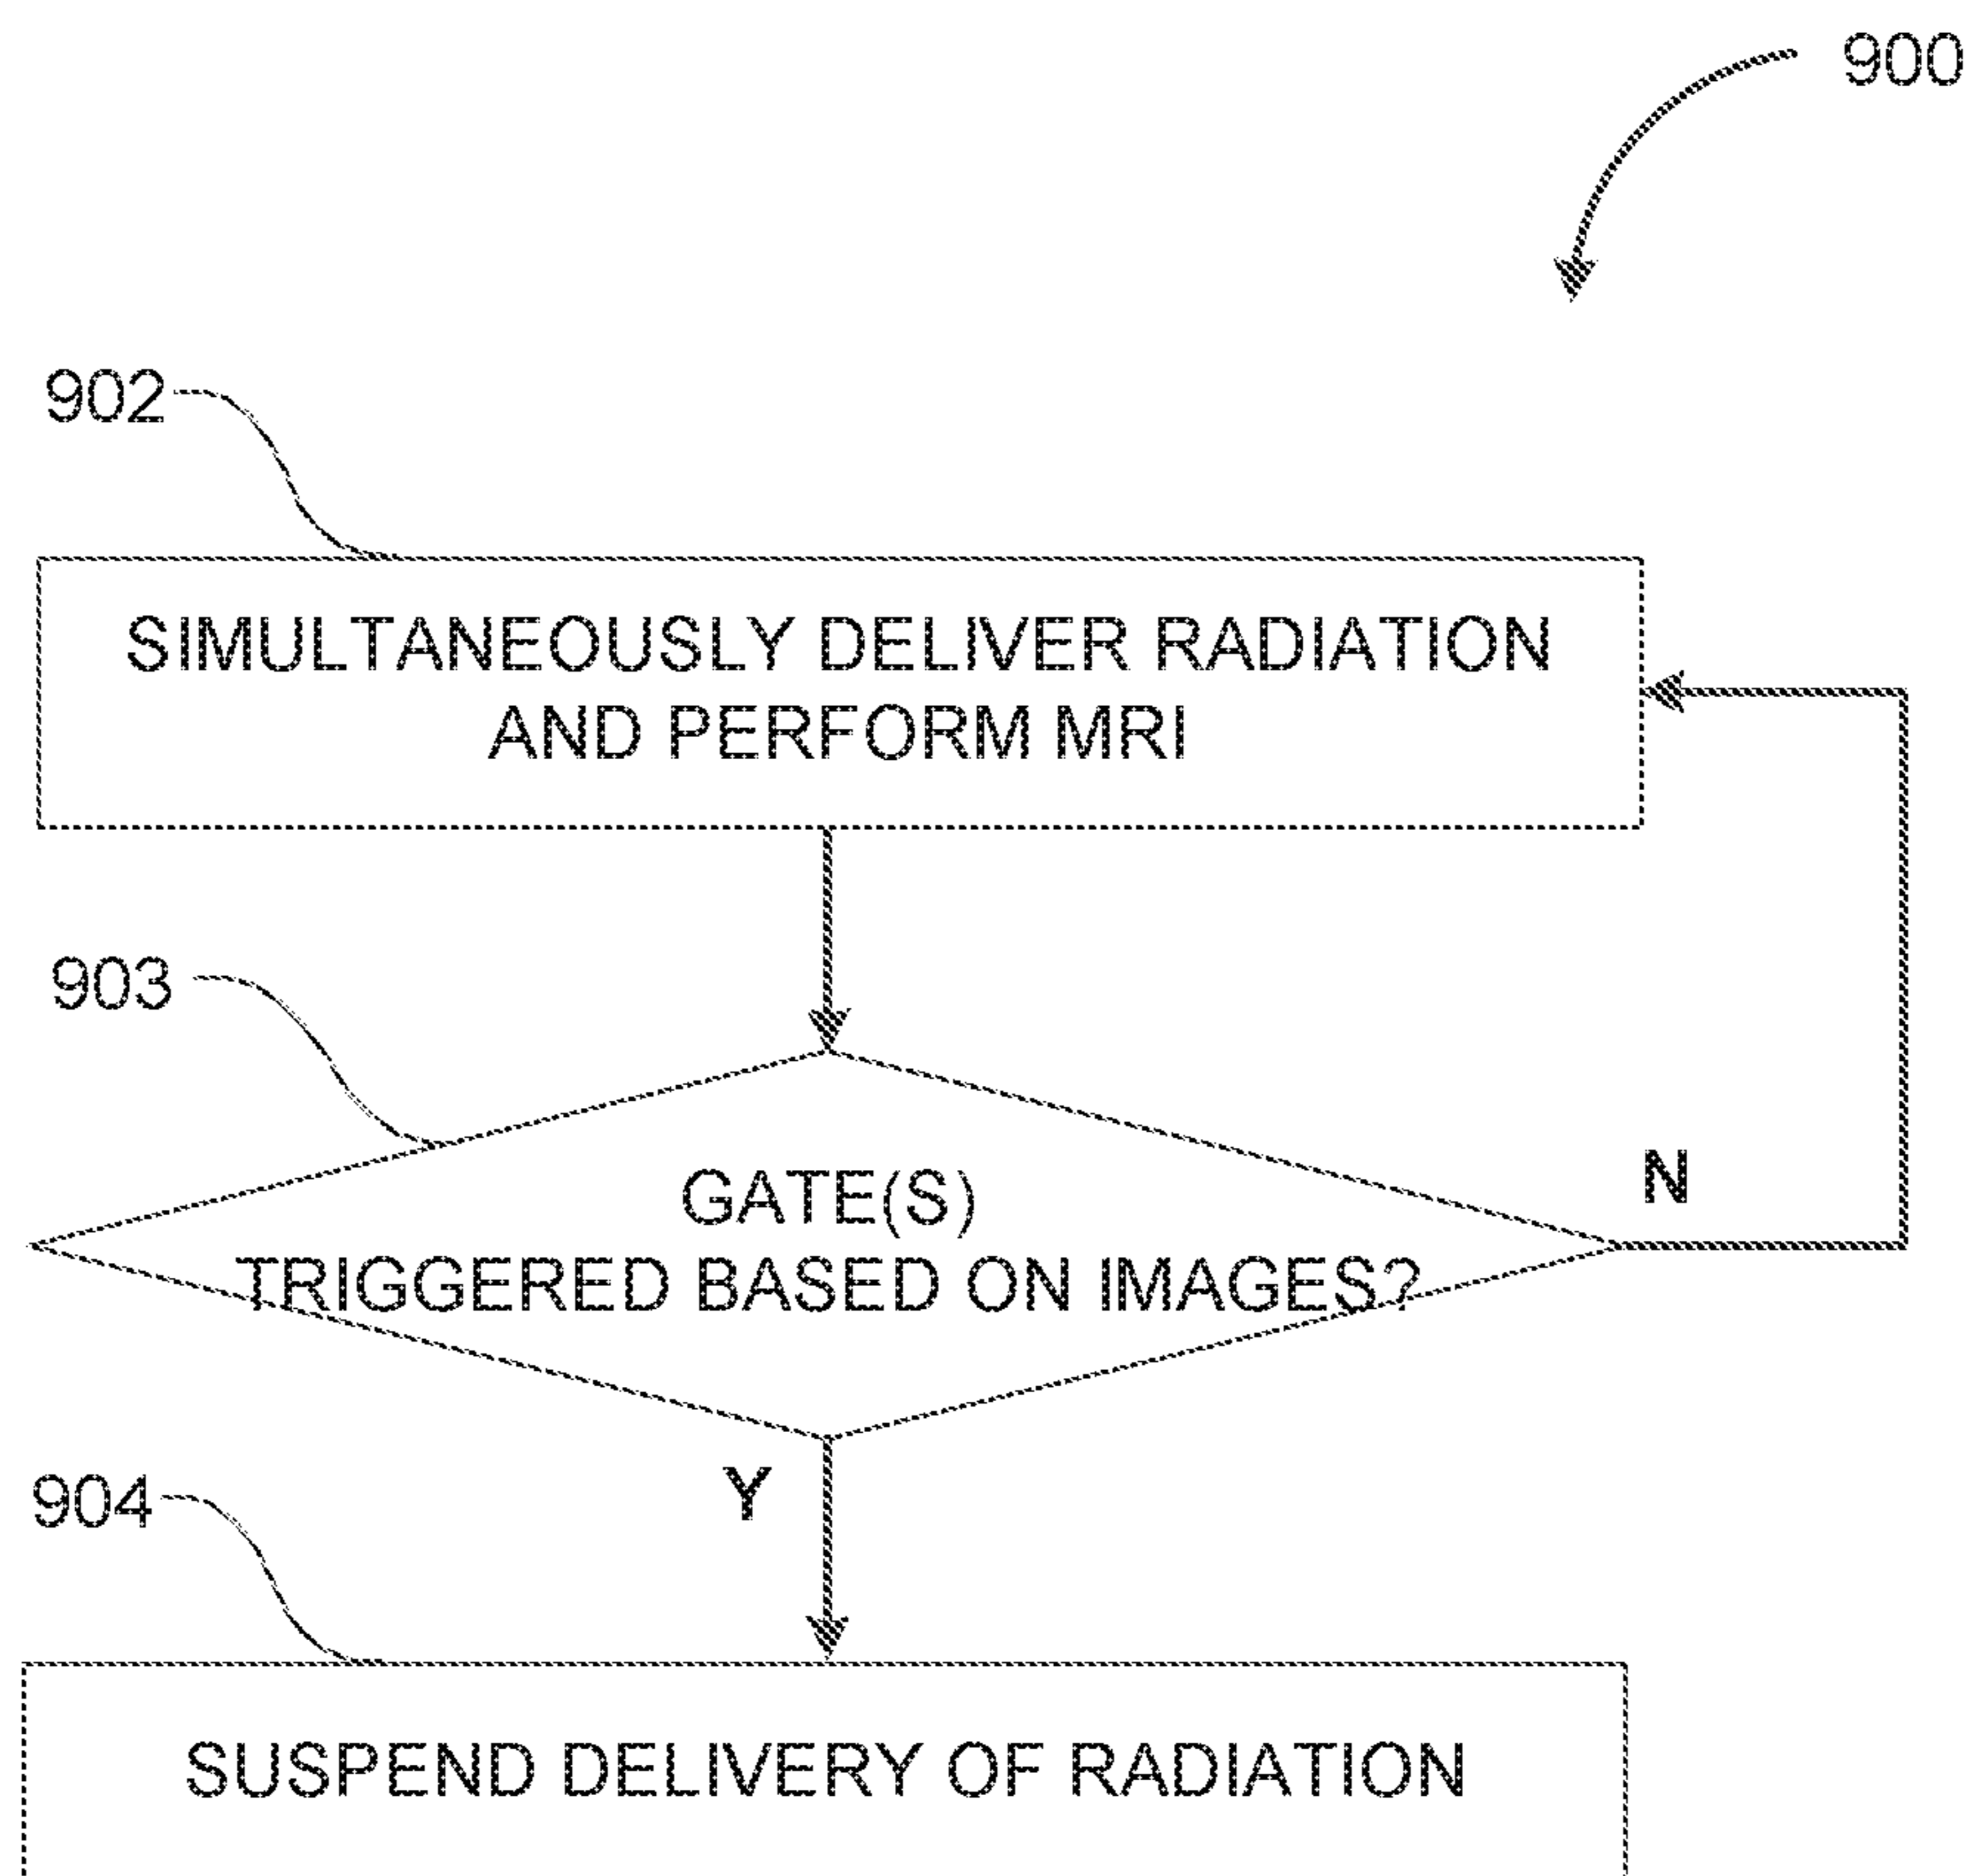 900
902
SIMULTANEOUSLY DELIVER RADIATION
AND PERFORM MRI
903
GATE(S)
TRIGGERED BASED ON IMAGES?
N
Y
904
SUSPEND DELIVERY OF RADIATION